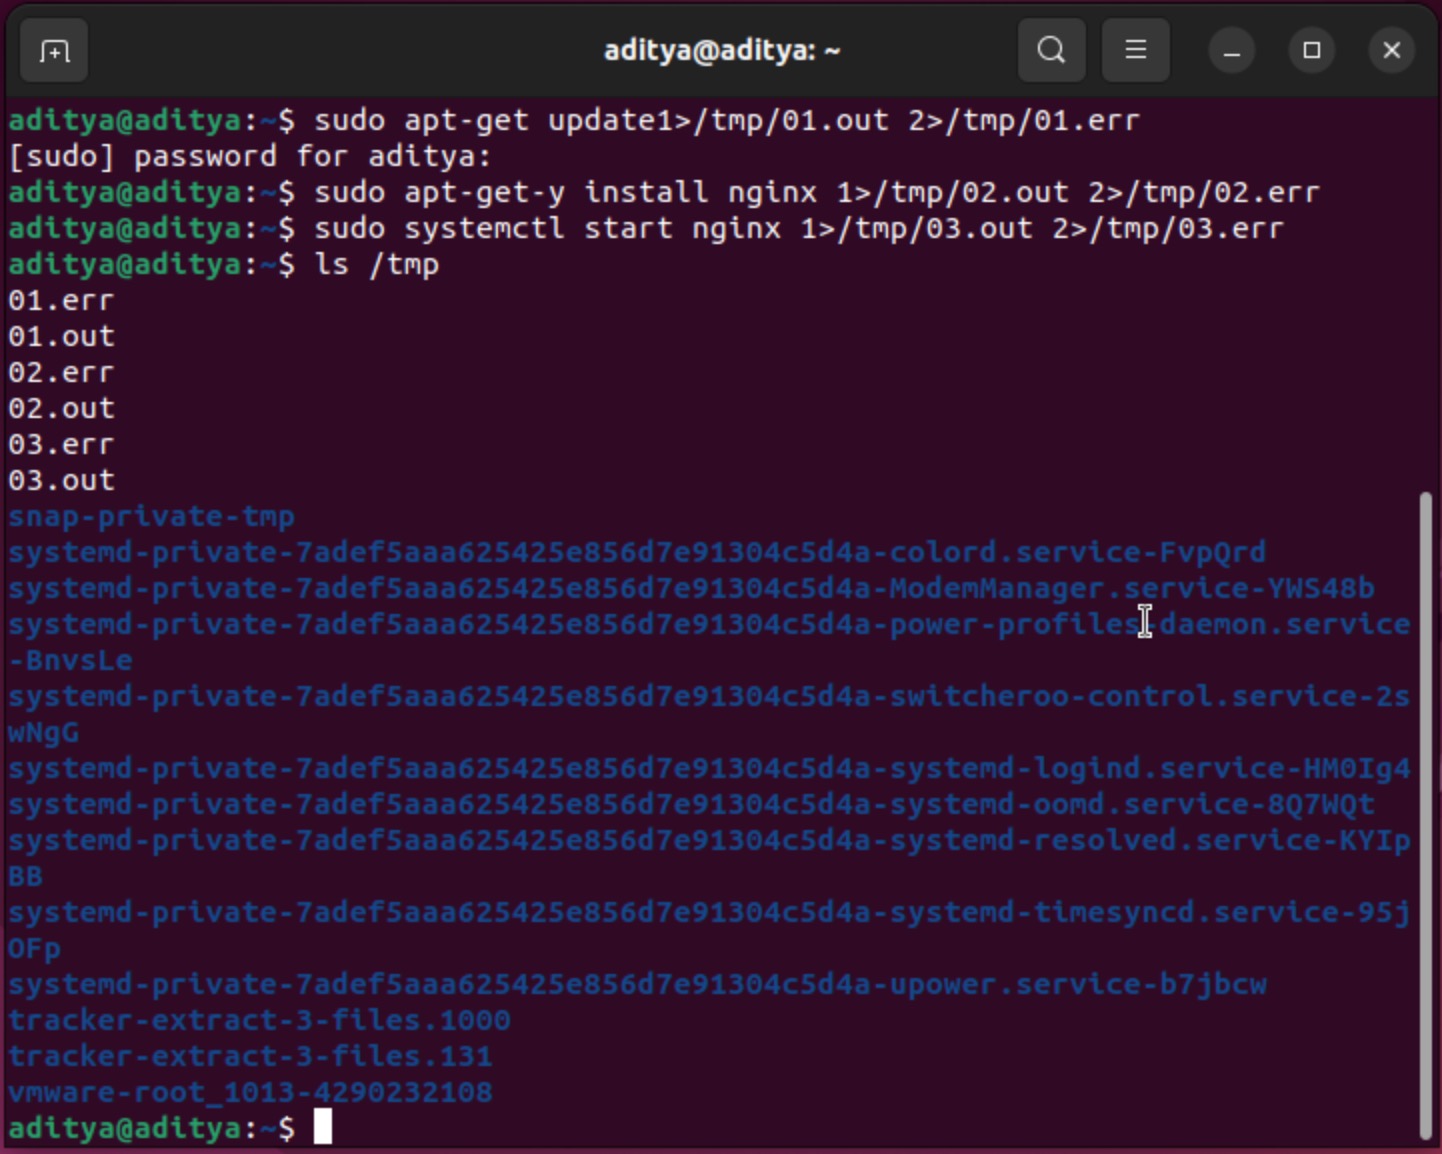 aditya@aditya: ~
aditya@aditya:~$ sudo apt-get update1>/tmp/01.out 2>/tmp/01.err
[sudo] password for aditya:
aditya@aditya:~$ sudo apt-get-y install nginx 1>/tmp/02.out 2>/tmp/02.err
aditya@aditya:~$ sudo systemctl start nginx 1>/tmp/03.out 2>/tmp/03.err
aditya@aditya:~$ ls /tmp
01.err
01.out
02.err
02.out
03.err
03.out
snap-private-tmp
systemd-private-7adef5aaa625425e856d7e91304c5d4a-colord.service-FvpQrd
systemd-private-7adef5aaa625425e856d7e91304c5d4a-ModemManager.service-YWS48b
systemd-private-7adef5aaa625425e856d7e91304c5d4a-power-profiles-daemon.service
-BnvsLe
systemd-private-7adef5aaa625425e856d7e91304c5d4a-switcheroo-control.service-2s
wNgG
systemd-private-7adef5aaa625425e856d7e91304c5d4a-systemd-logind.service-HM0Ig4
systemd-private-7adef5aaa625425e856d7e91304c5d4a-systemd-oomd.service-8Q7WQt
systemd-private-7adef5aaa625425e856d7e91304c5d4a-systemd-resolved.service-KYIp
BB
systemd-private-7adef5aaa625425e856d7e91304c5d4a-systemd-timesyncd.service-95j
OFp
systemd-private-7adef5aaa625425e856d7e91304c5d4a-upower.service-b7jbcw
tracker-extract-3-files.1000
tracker-extract-3-files.131
vmware-root_1013-4290232108
aditya@aditya:~$